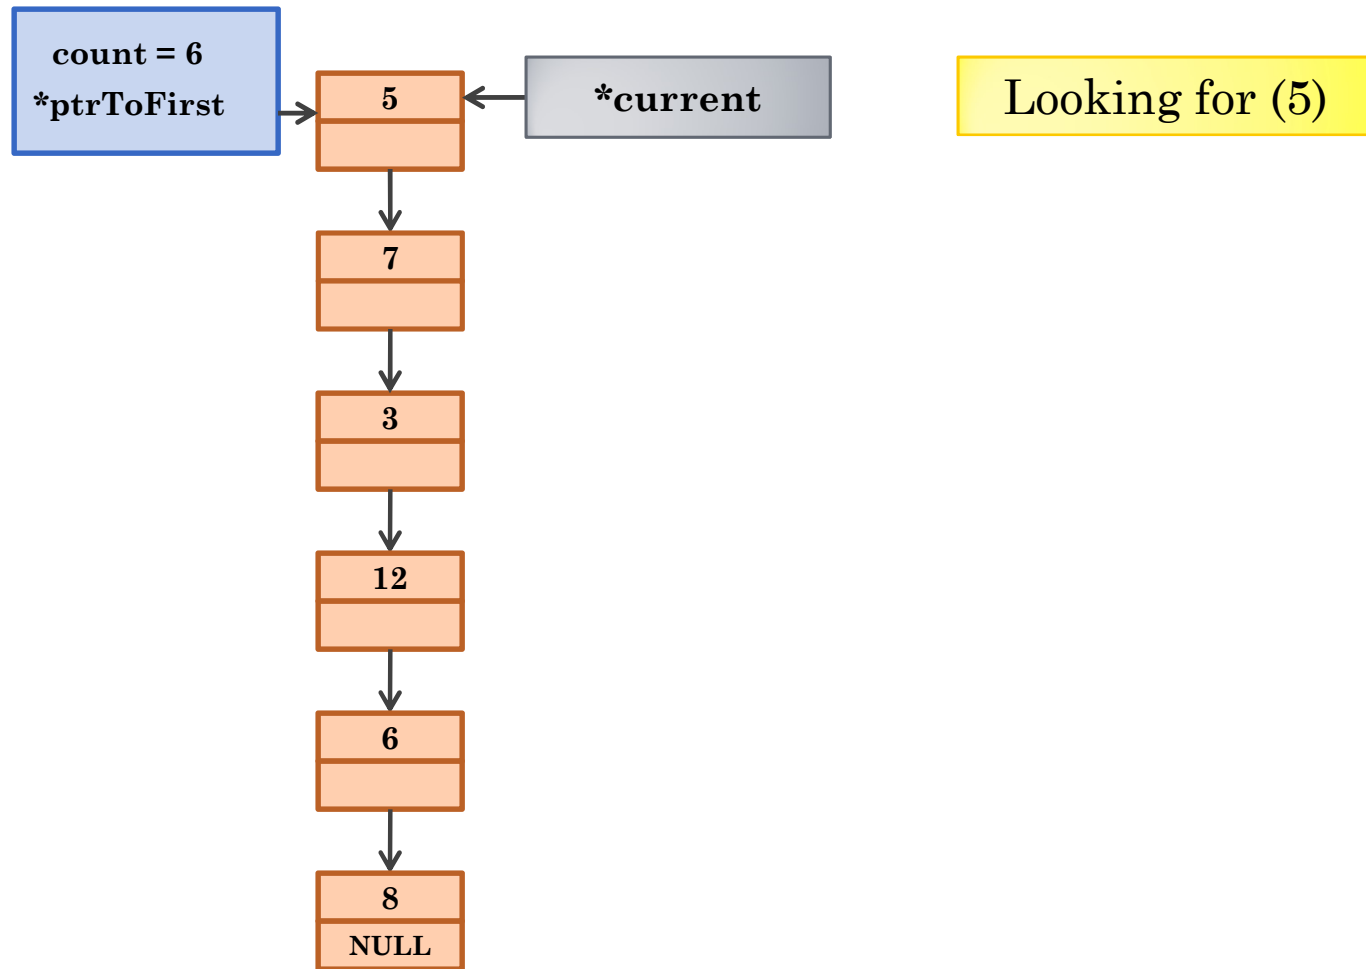 count = 6
*ptrToFirst
5
*current
Looking for (5)
7
3
12
6
8
NULL